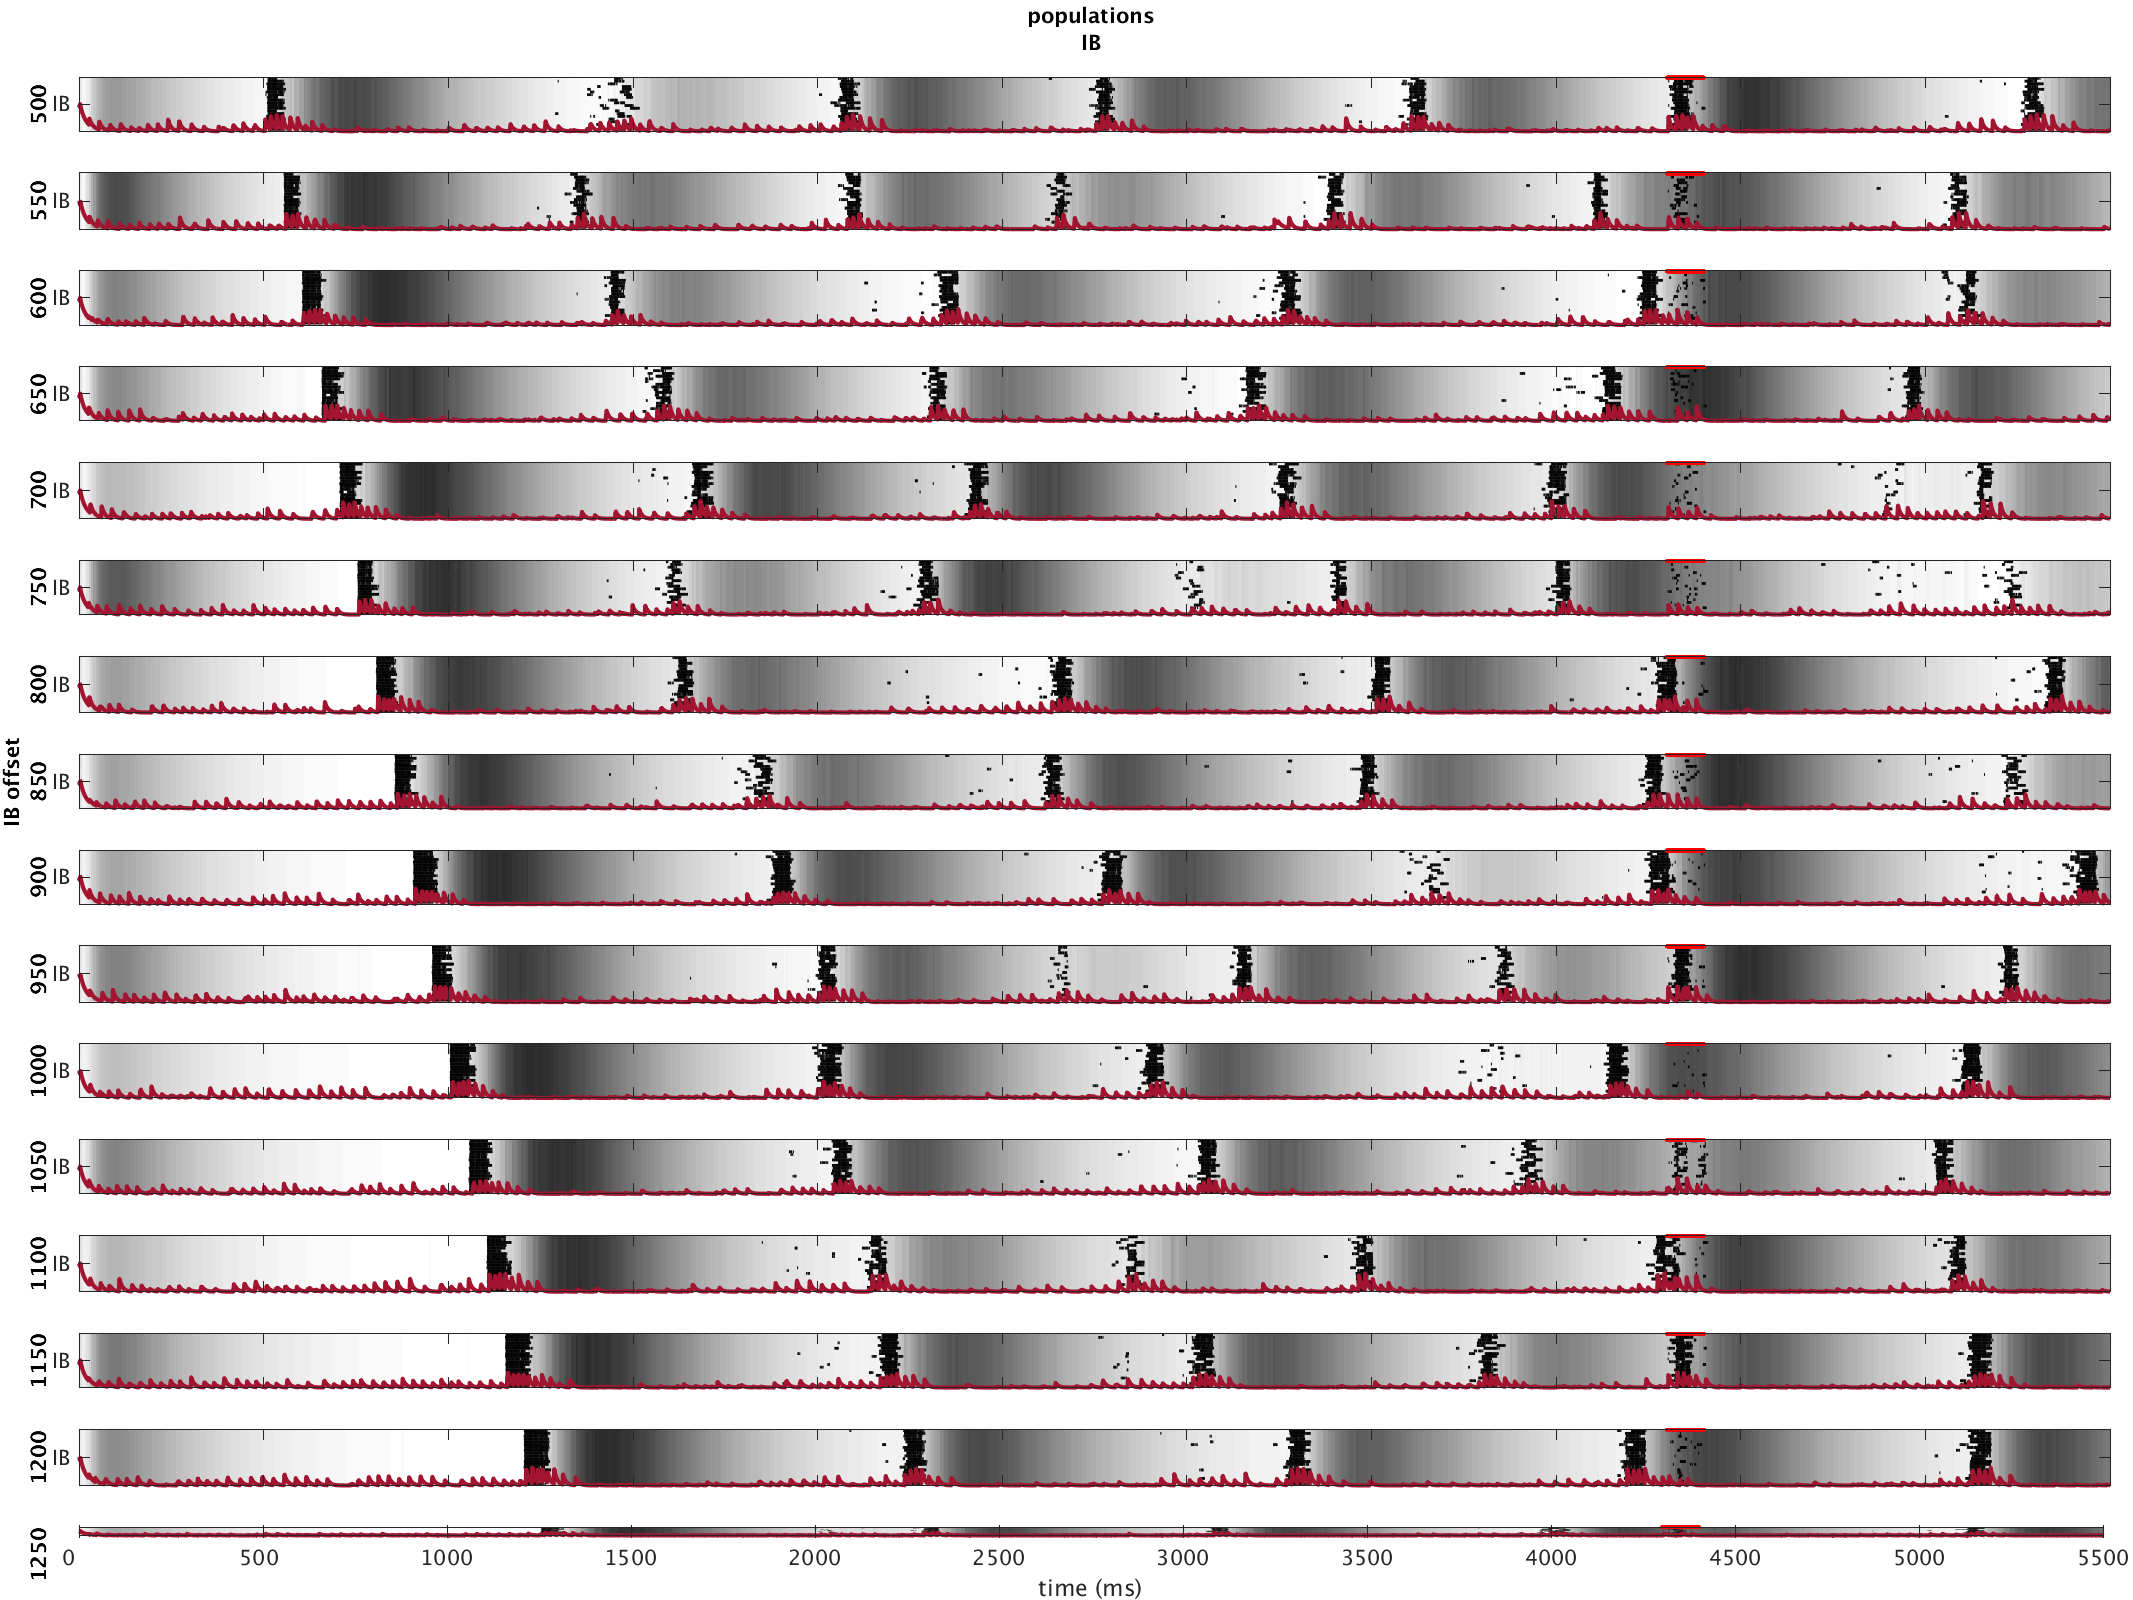 populations
IB
500 IB
550 IB
600 IB
650 IB
700 IB
750 IB
800 IB
850 IB
900 IB
950 IB
1000 IB
1050 IB
1100 IB
1150 IB
1200 IB
1250
IB offset
0 500 1000 1500 2000 2500 3000 3500 4000 4500 5000 5500
time (ms)